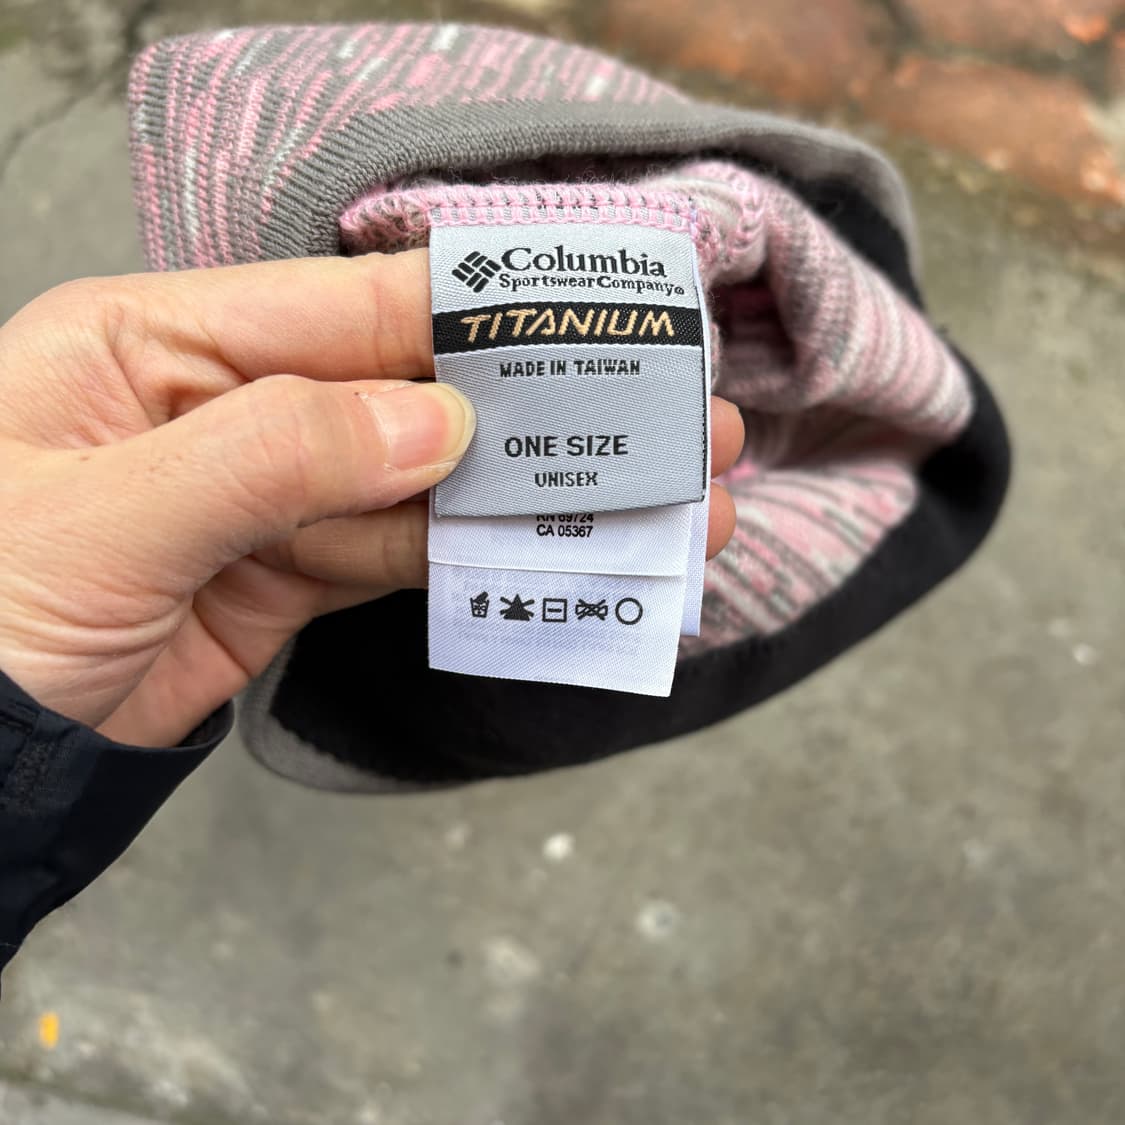 Columbia
Sportswear Company®
TITANIUM
MADE IN TAIWAN
ONE SIZE
UNISEX
RN 69724
CA 05367